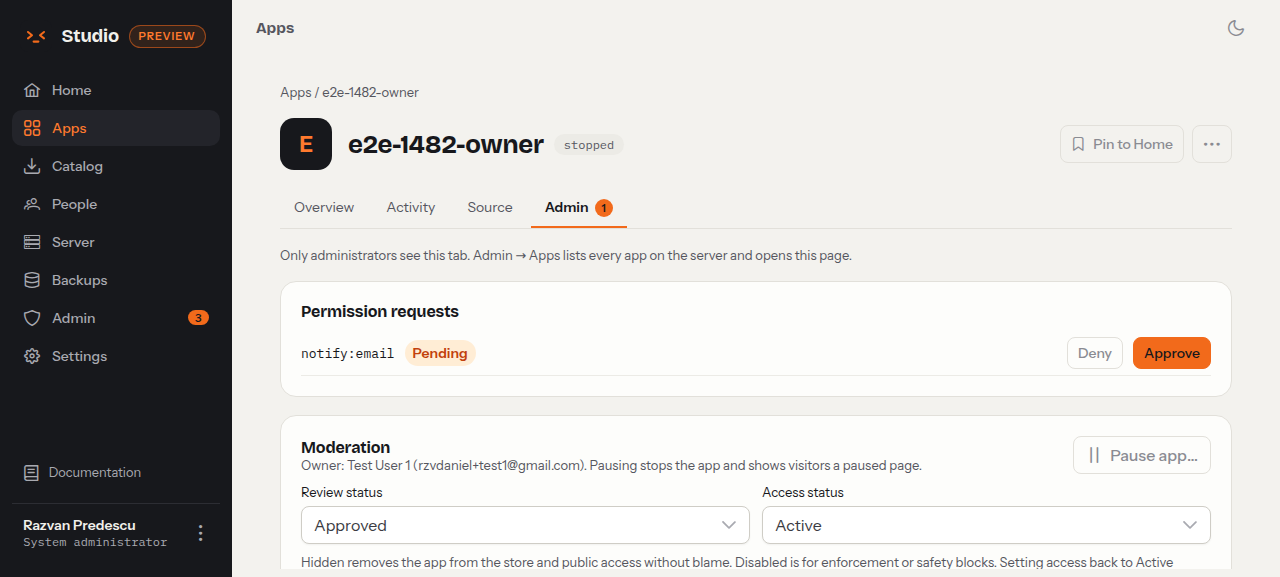 Studio PREVIEW
Apps
Home
Apps
Catalog
People
Server
Backups
Admin 3
Settings
Documentation
Razvan Predescu
System administrator
Apps / e2e-1482-owner
E
e2e-1482-owner stopped
Pin to Home
Overview Activity Source Admin 1
Only administrators see this tab. Admin → Apps lists every app on the server and opens this page.
Permission requests
notify:email Pending Deny Approve
Moderation
Owner: Test User 1 (rzvdaniel+test1@gmail.com). Pausing stops the app and shows visitors a paused page.
Pause app...
Review status Access status
Approved Active
Hidden removes the app from the store and public access without blame. Disabled is for enforcement or safety blocks. Setting access back to Active